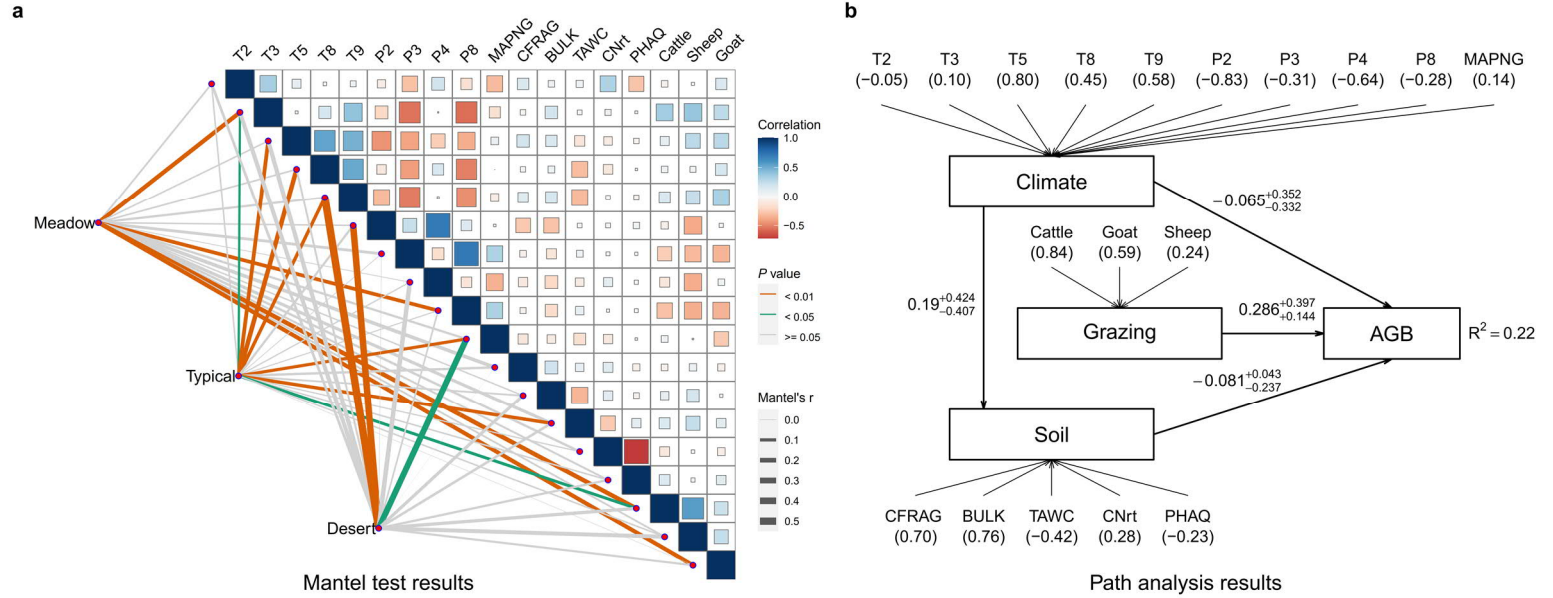 a
T2 T3 T5 T8 T9 P2 P3 P4 P8 MAPNG CFRAG BULK TAWC CNrt PHAQ Cattle Sheep Goat
Meadow
Typical
Desert
Correlation
1.0
0.5
0.0
−0.5
P value
< 0.01
< 0.05
>= 0.05
Mantel's r
0.0
0.1
0.2
0.3
0.4
0.5
Mantel test results
b
T2 T3 T5 T8 T9 P2 P3 P4 P8 MAPNG
(−0.05) (0.10) (0.80) (0.45) (0.58) (−0.83) (−0.31) (−0.64) (−0.28) (0.14)
Climate
−0.065 +0.352 −0.332
Cattle Goat Sheep
(0.84) (0.59) (0.24)
0.19 +0.424 −0.407
Grazing
0.286 +0.397 +0.144
AGB
R² = 0.22
−0.081 +0.043 −0.237
Soil
CFRAG BULK TAWC CNrt PHAQ
(0.70) (0.76) (−0.42) (0.28) (−0.23)
Path analysis results